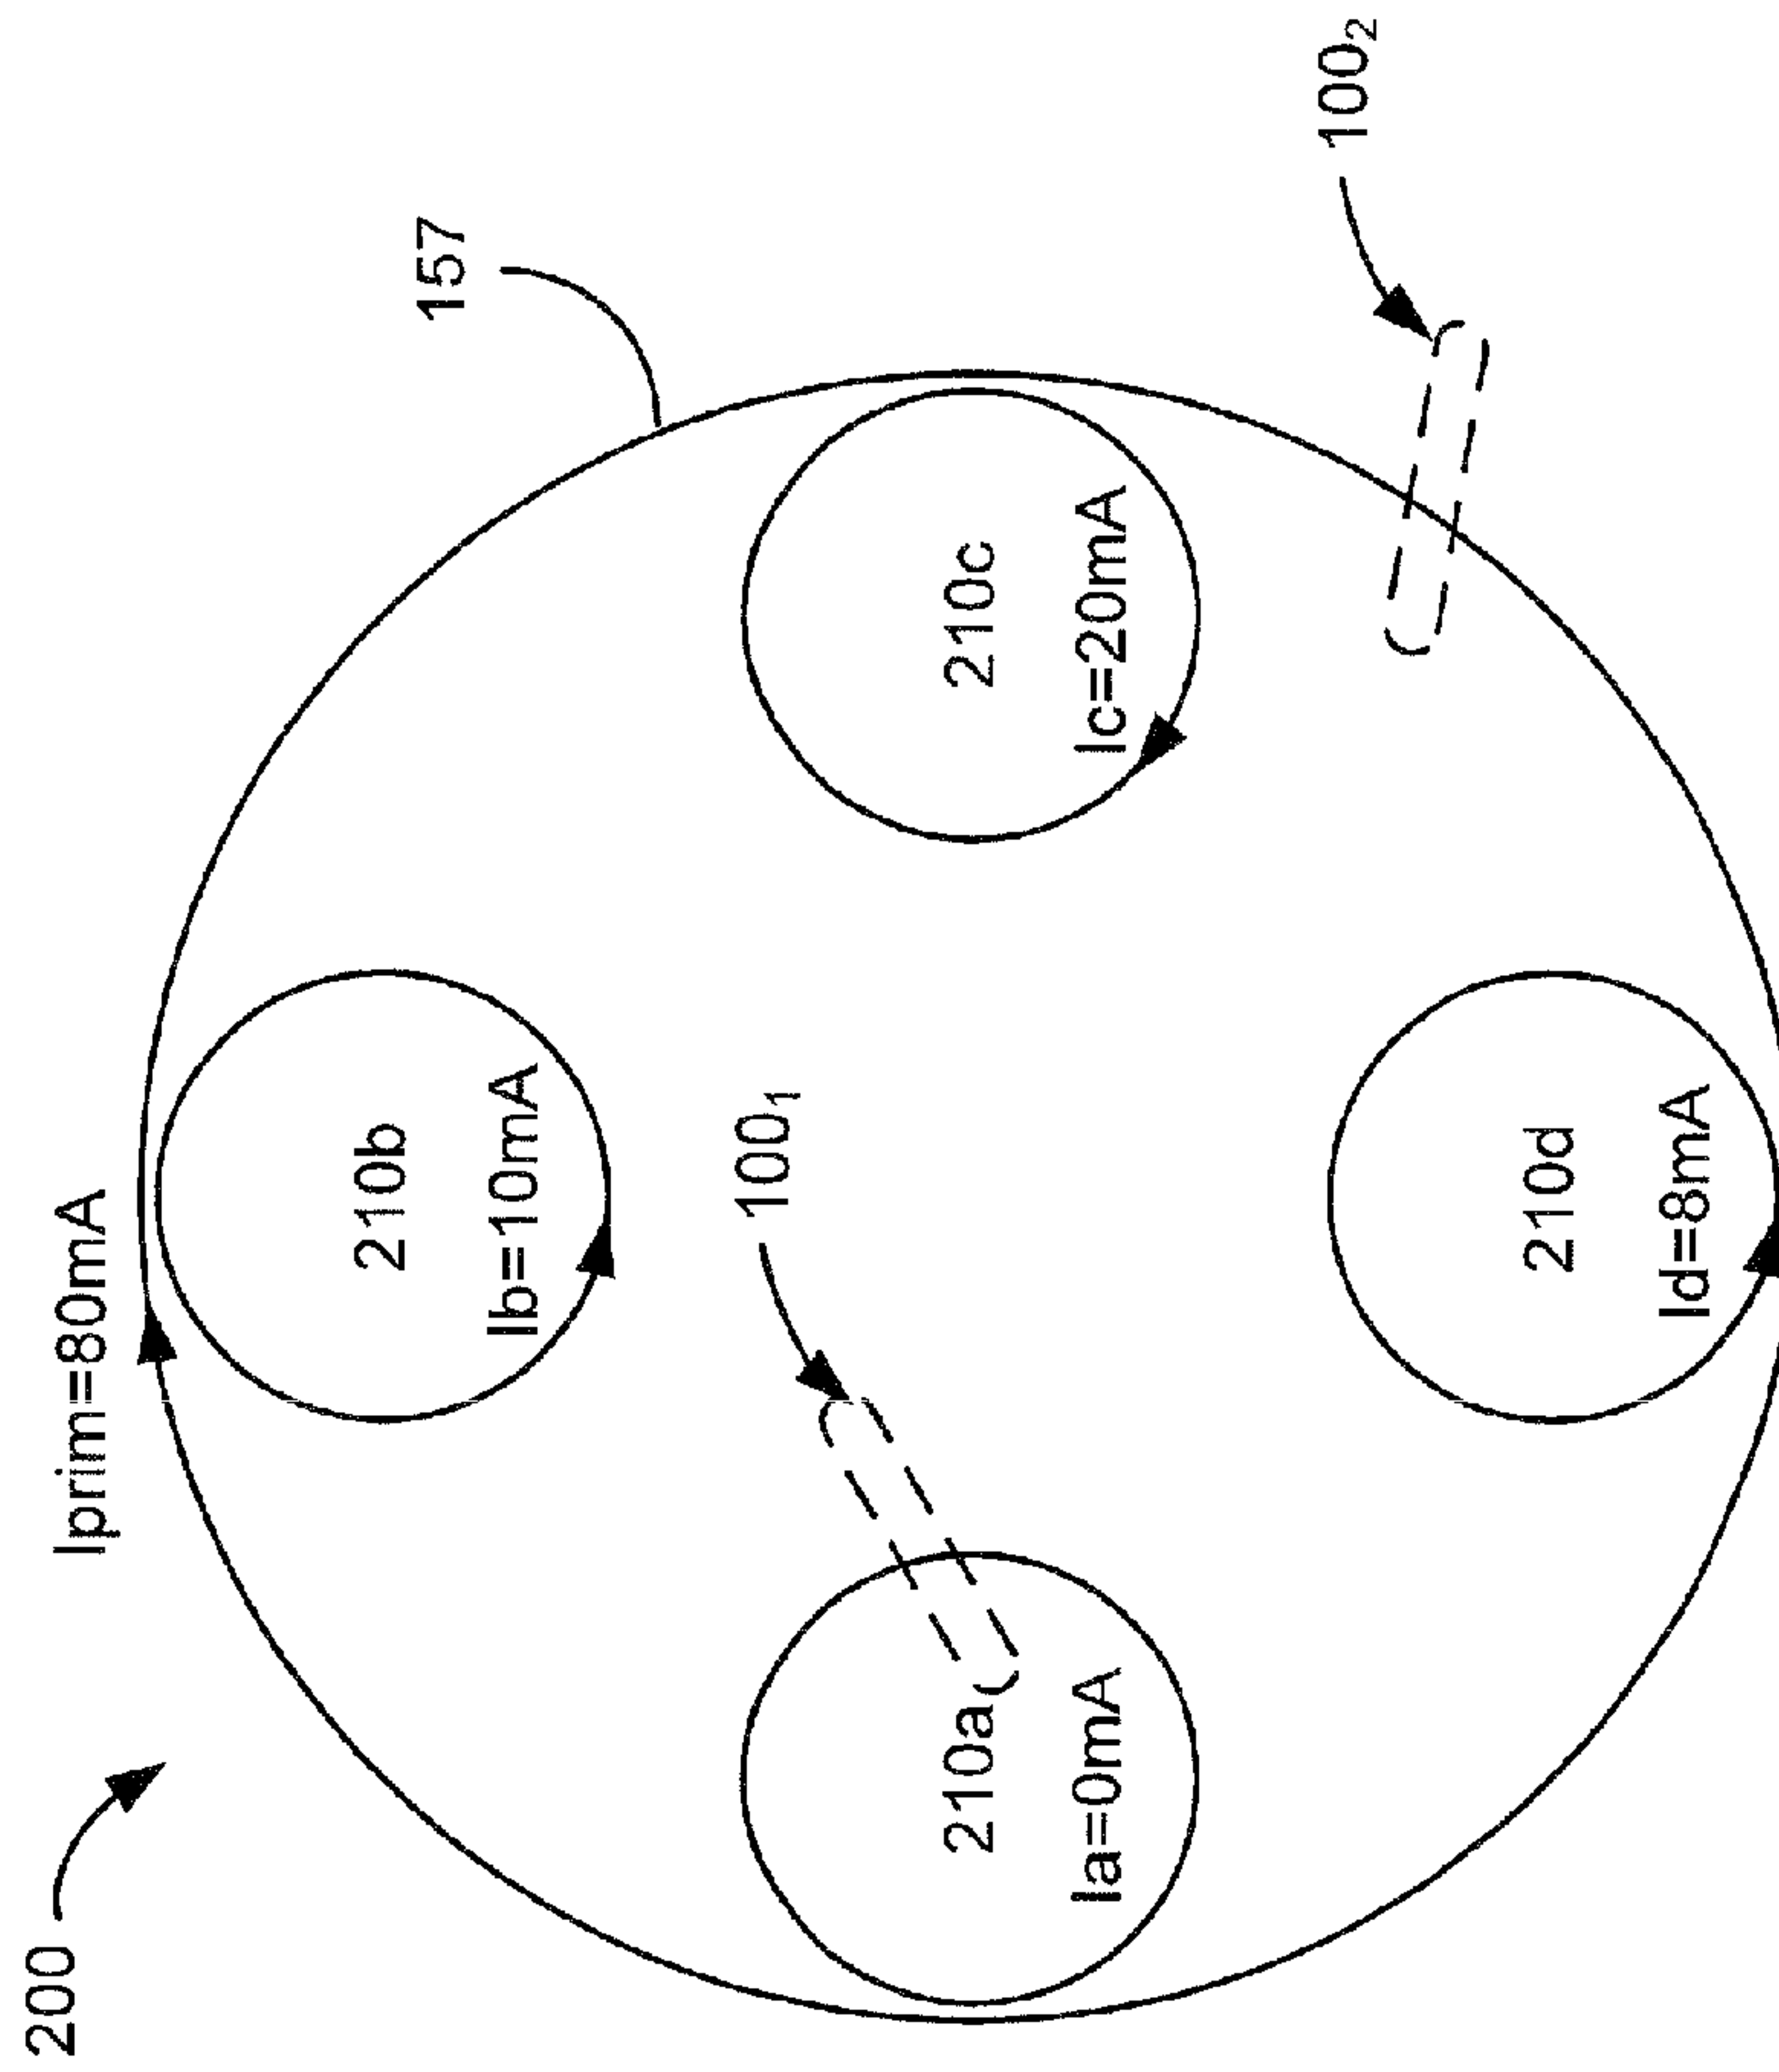 200
Iprim=80mA
157
210b
Ib=10mA
100₁
210a
Ia=0mA
210c
Ic=20mA
210d
Id=8mA
100₂